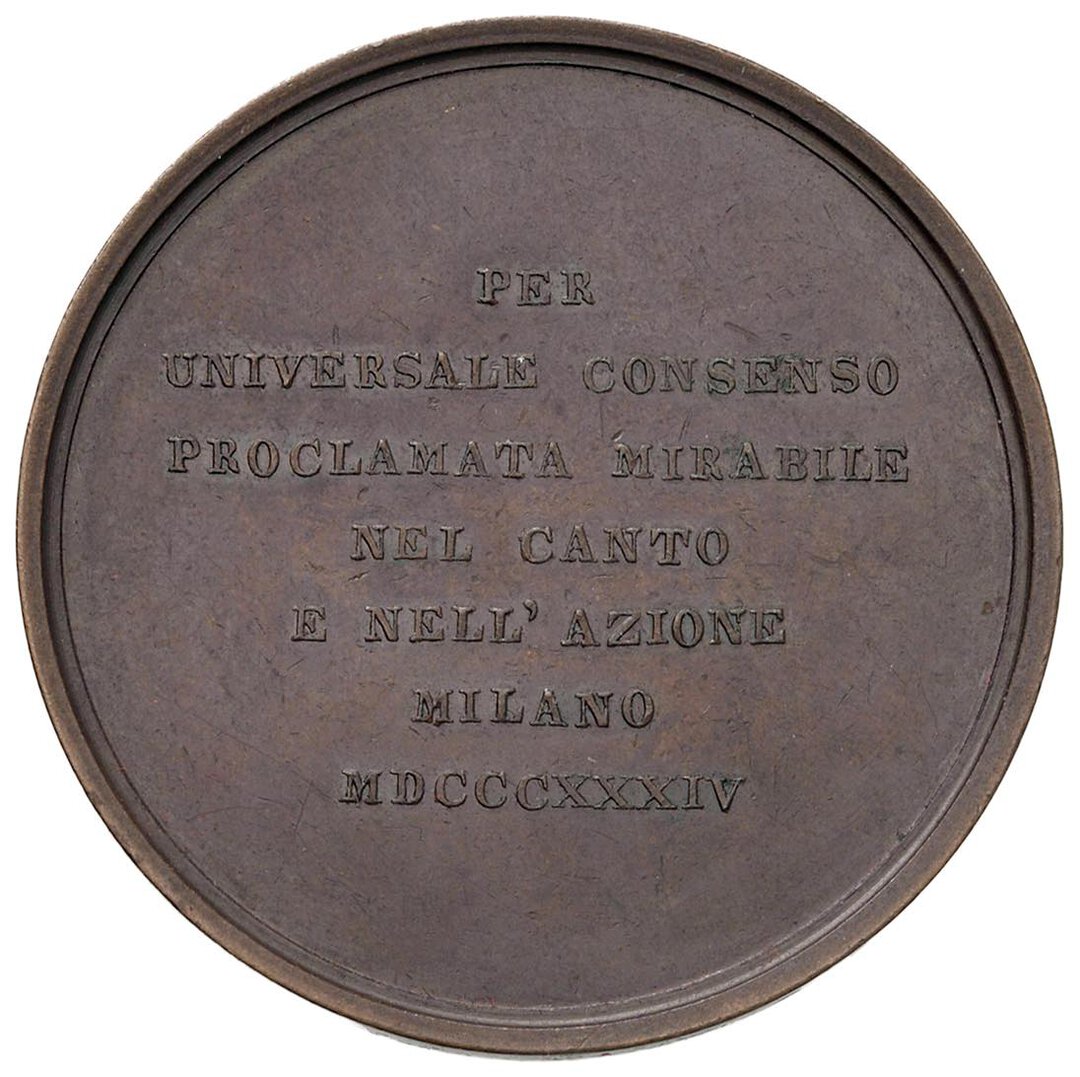 PER
UNIVERSALE CONSENSO
PROCLAMATA MIRABILE
NEL CANTO
E NELL' AZIONE
MILANO
MDCCCXXXIV